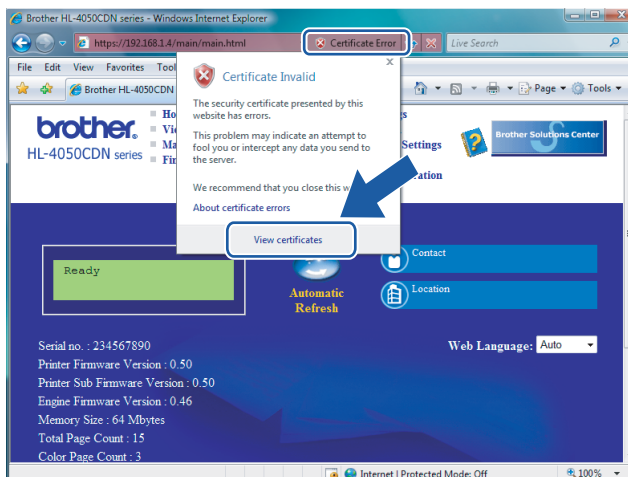 Brother HL-4050CDN series - Windows Internet Explorer
https://192.168.1.4/main/main.html
Certificate Error
Live Search
File Edit View Favorites Tool
Brother HL-4050CDN
Page
Tools
Certificate Invalid
The security certificate presented by this
website has errors.
This problem may indicate an attempt to
fool you or intercept any data you send to
the server.
We recommend that you close this
About certificate errors
View certificates
brother
HL-4050CDN series
Settings
Brother Solutions Center
Ready
Automatic
Refresh
Contact
Location
Web Language: Auto
Serial no. : 234567890
Printer Firmware Version : 0.50
Printer Sub Firmware Version : 0.50
Engine Firmware Version : 0.46
Memory Size : 64 Mbytes
Total Page Count : 15
Color Page Count : 3
Internet | Protected Mode: Off
100%